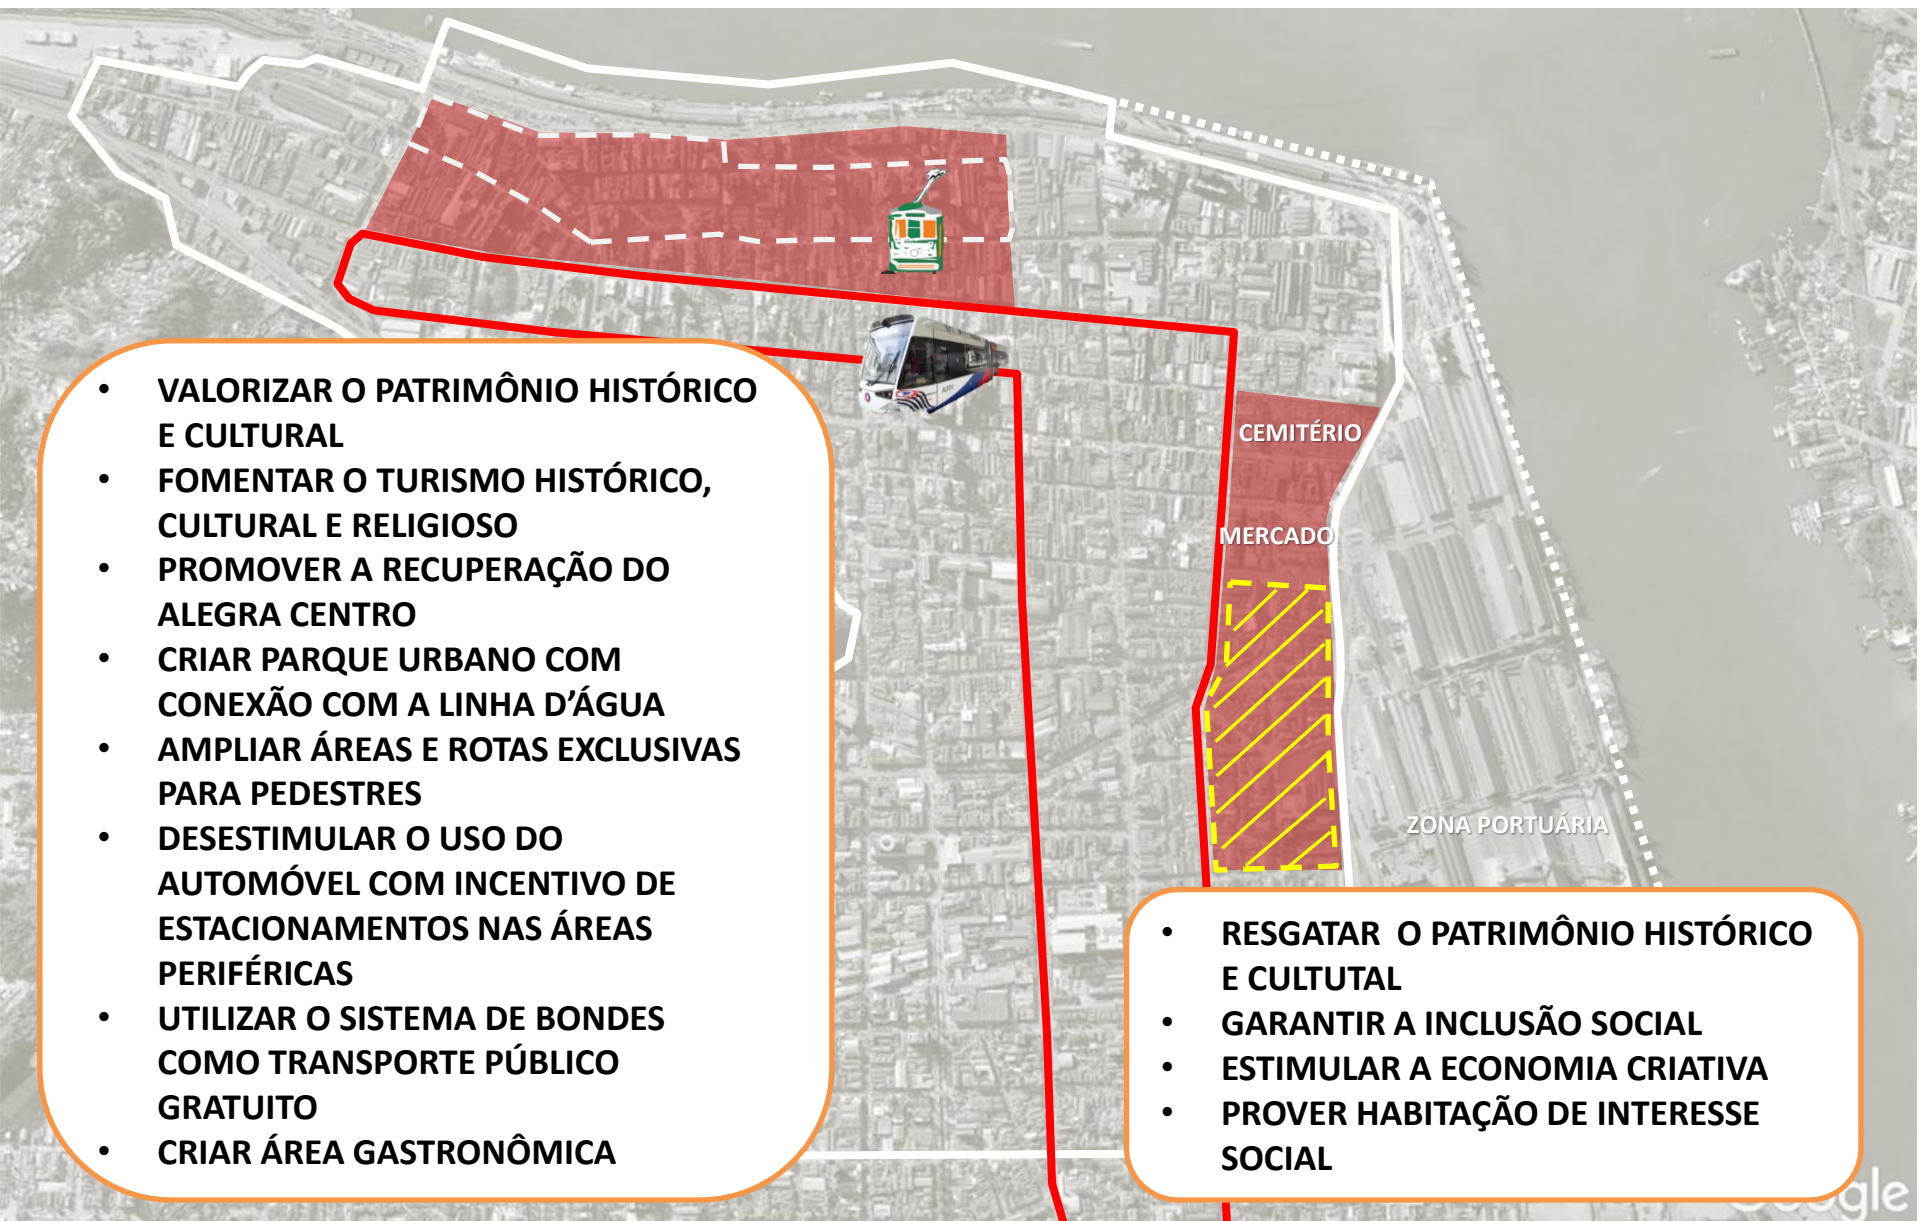 CEMITÉRIO
MERCADO
ZONA PORTUÁRIA
• VALORIZAR O PATRIMÔNIO HISTÓRICO
E CULTURAL
• FOMENTAR O TURISMO HISTÓRICO,
CULTURAL E RELIGIOSO
• PROMOVER A RECUPERAÇÃO DO
ALEGRA CENTRO
• CRIAR PARQUE URBANO COM
CONEXÃO COM A LINHA D’ÁGUA
• AMPLIAR ÁREAS E ROTAS EXCLUSIVAS
PARA PEDESTRES
• DESESTIMULAR O USO DO
AUTOMÓVEL COM INCENTIVO DE
ESTACIONAMENTOS NAS ÁREAS
PERIFÉRICAS
• UTILIZAR O SISTEMA DE BONDES
COMO TRANSPORTE PÚBLICO
GRATUITO
• CRIAR ÁREA GASTRONÔMICA
• RESGATAR  O PATRIMÔNIO HISTÓRICO
E CULTUTAL
• GARANTIR A INCLUSÃO SOCIAL
• ESTIMULAR A ECONOMIA CRIATIVA
• PROVER HABITAÇÃO DE INTERESSE
SOCIAL